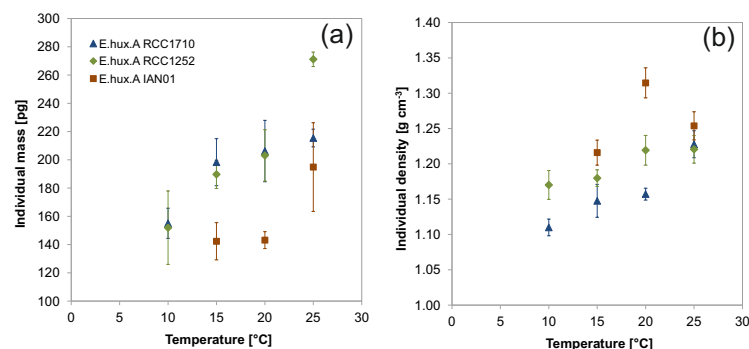 (a)
300
280
260
240
220
200
180
160
140
120
100
Individual mass [pg]
E.hux.A RCC1710
E.hux.A RCC1252
E.hux.A IAN01
0 5 10 15 20 25 30
Temperature [°C]
(b)
1.40
1.35
1.30
1.25
1.20
1.15
1.10
1.05
1.00
Individual density [g cm⁻³]
0 5 10 15 20 25 30
Temperature [°C]